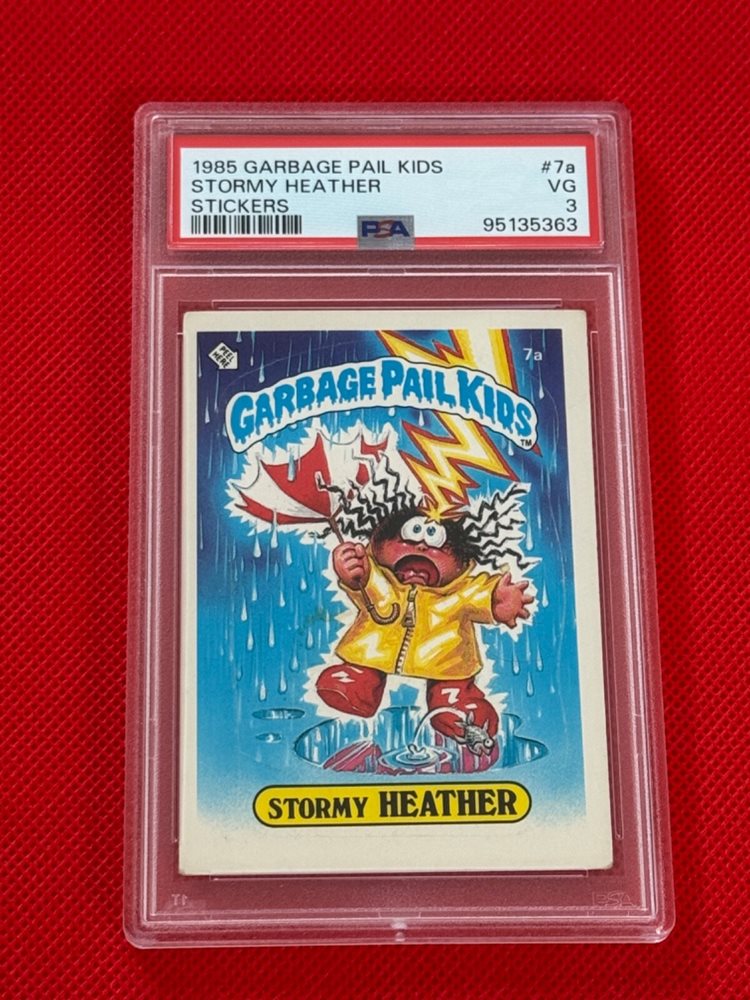 1985 GARBAGE PAIL KIDS #7a
STORMY HEATHER VG
STICKERS 3
PSA 95135363
PEEL HERE
7a
GARBAGE PAIL KIDS
TM
STORMY HEATHER